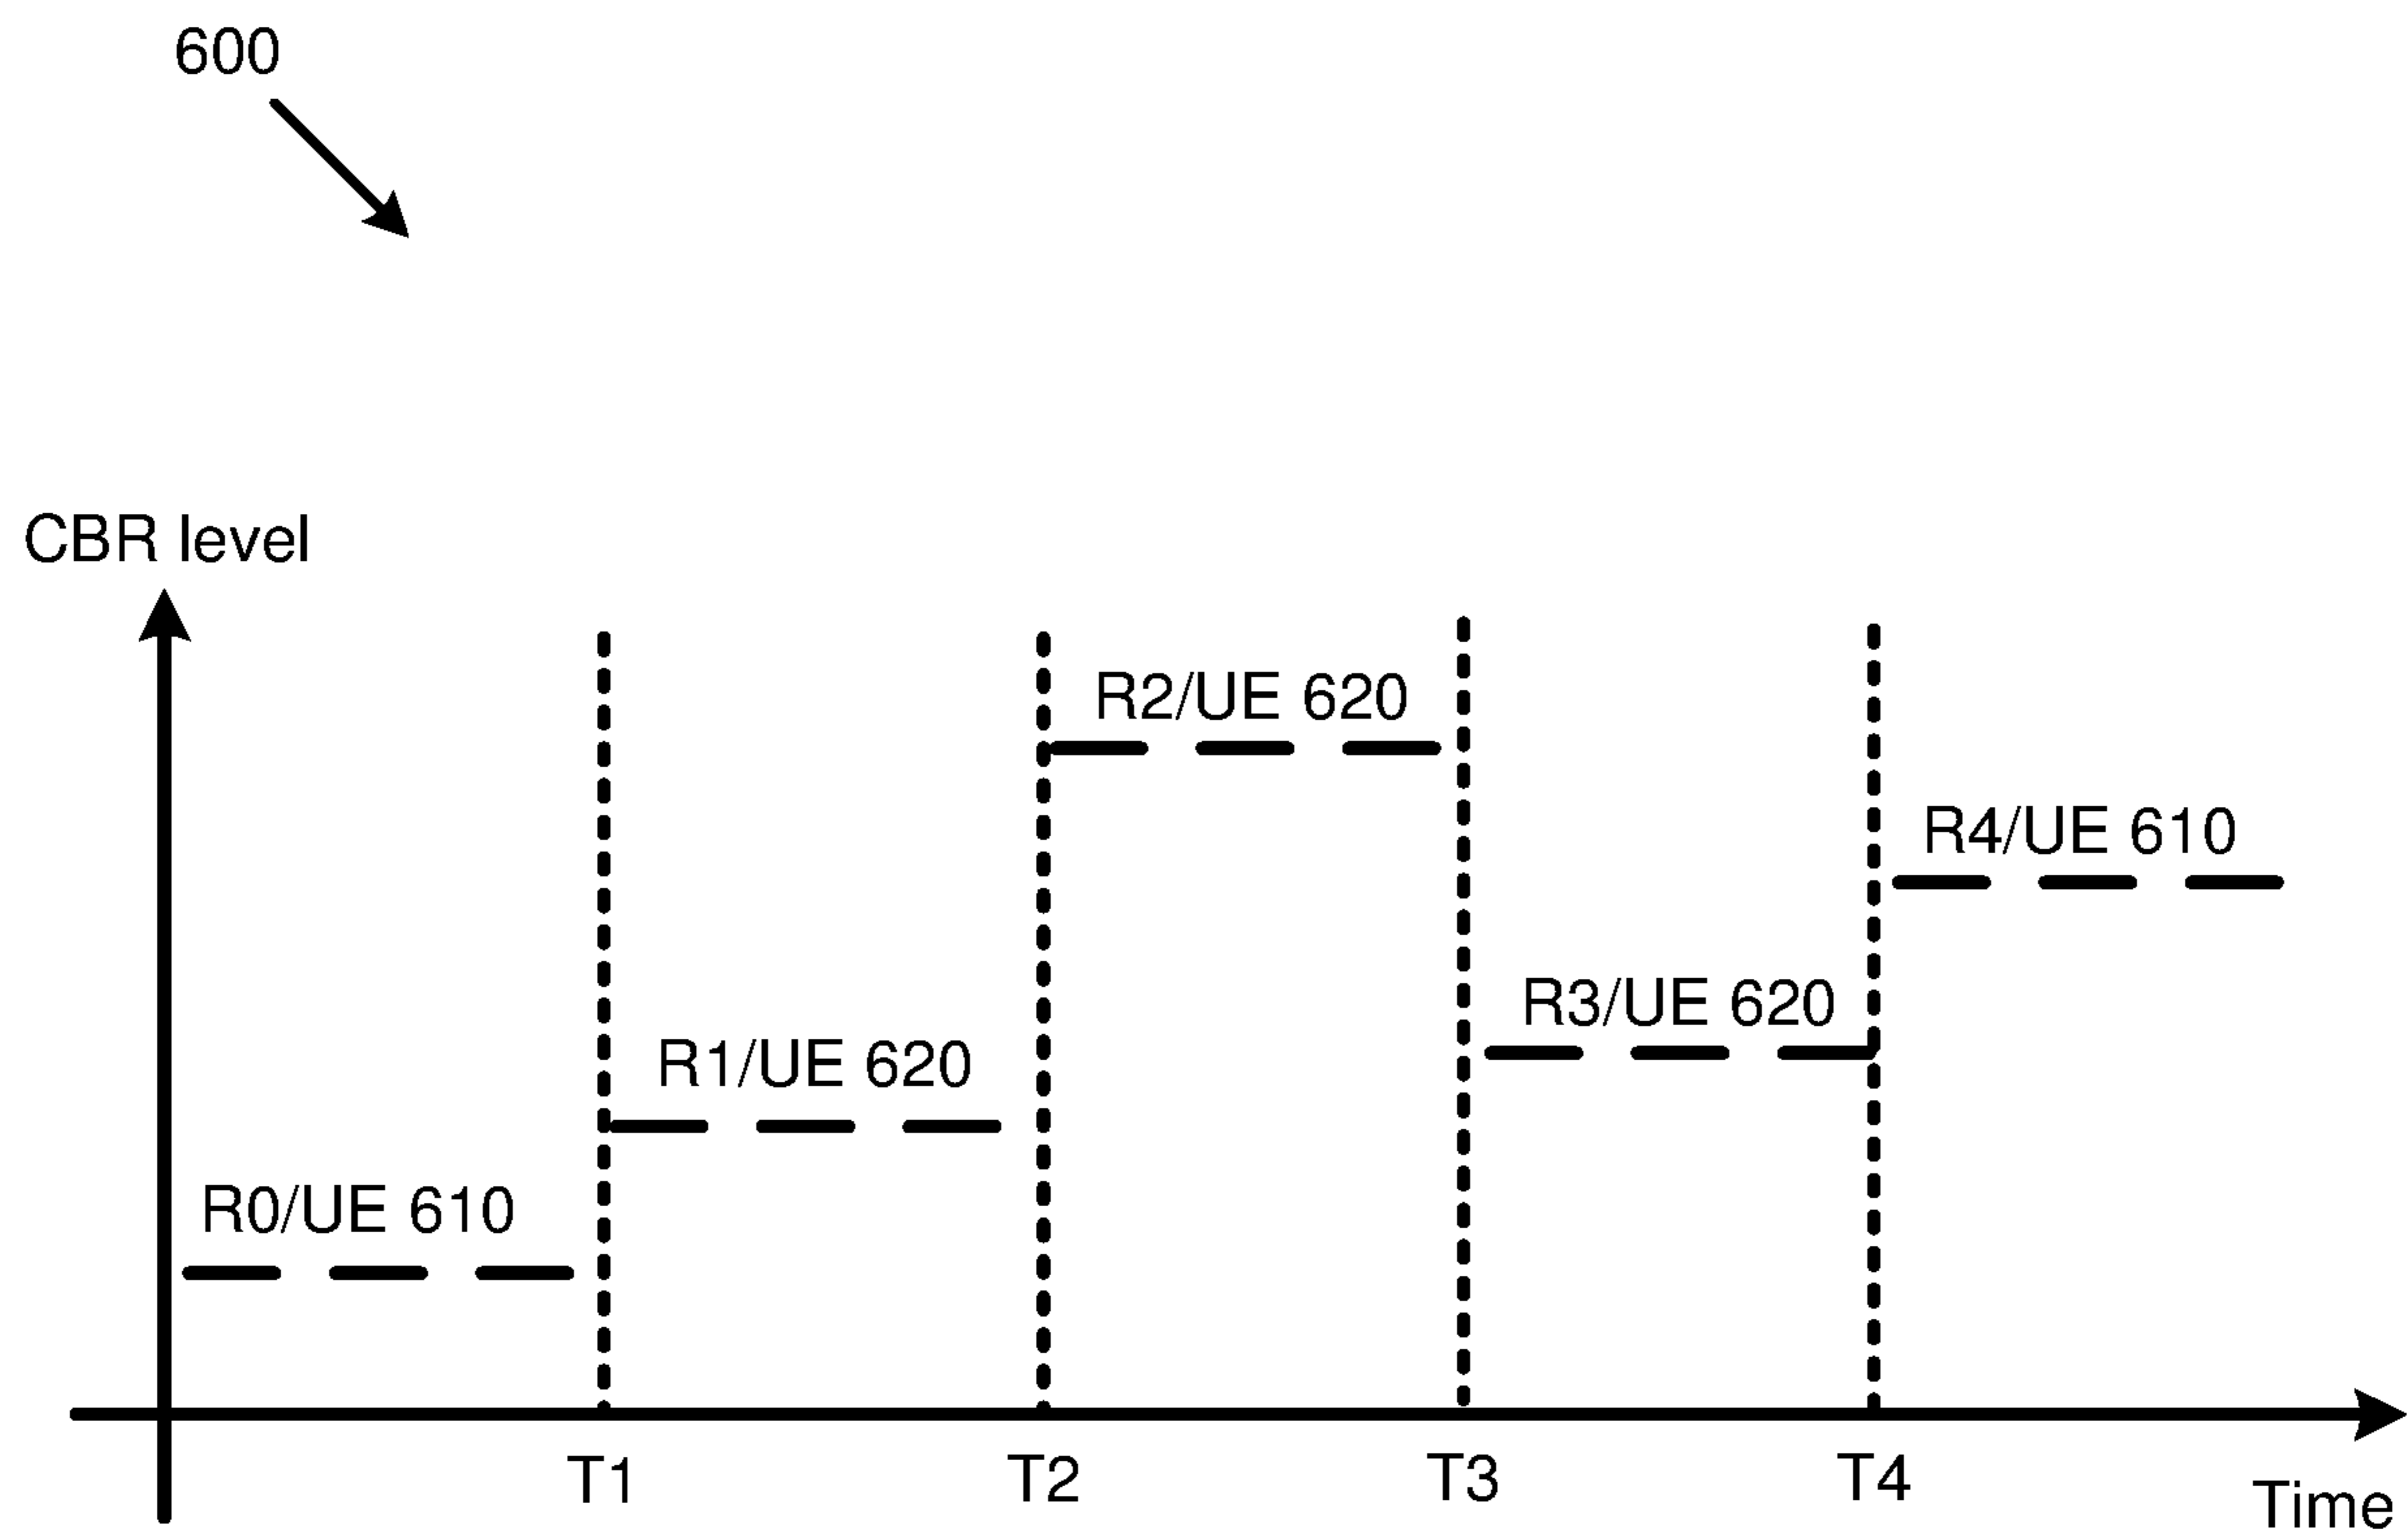 600
CBR level
R2/UE 620
R4/UE 610
R3/UE 620
R1/UE 620
R0/UE 610
T1
T2
T3
T4
Time